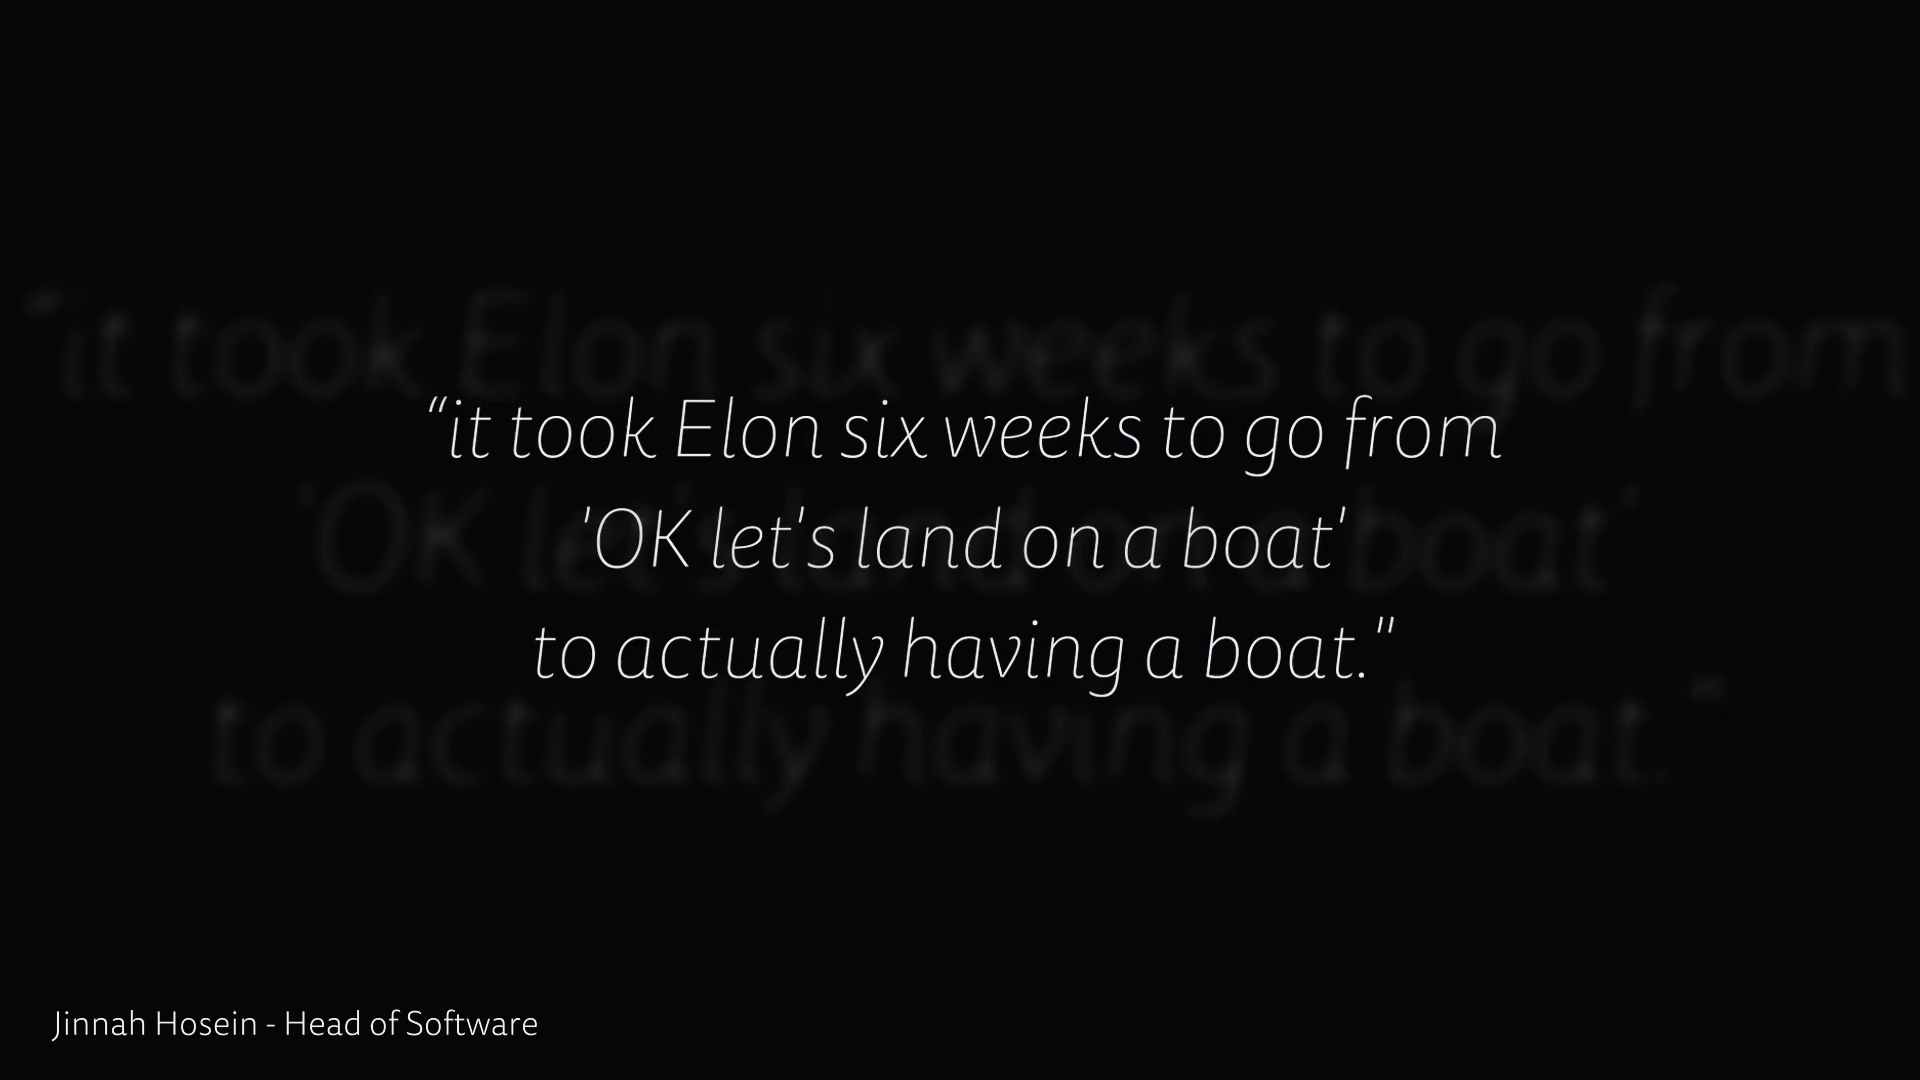 “it took Elon six weeks to go from
'OK let's land on a boat'
to actually having a boat."
Jinnah Hosein - Head of Software